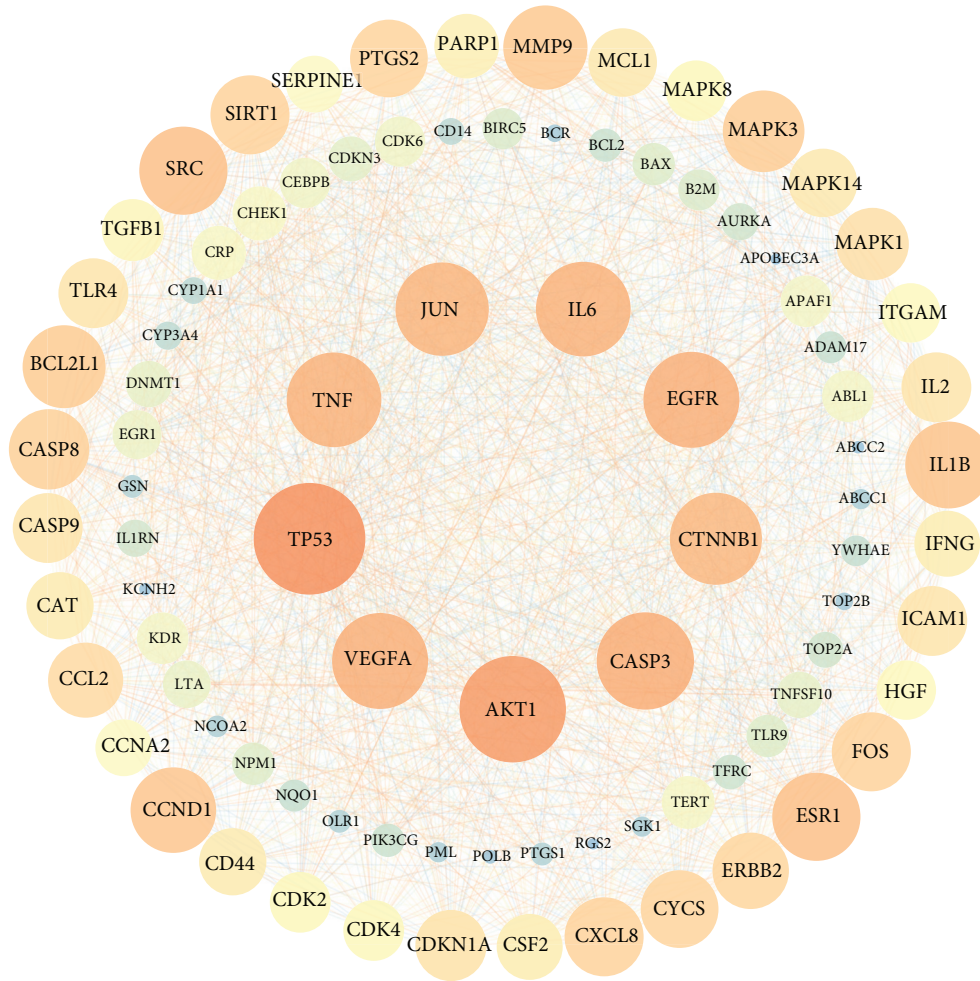 PARP1
MMP9
PTGS2
MCL1
SERPINE1
MAPK8
SIRT1
MAPK3
SRC
MAPK14
TGFB1
MAPK1
TLR4
ITGAM
BCL2L1
IL2
CASP8
IL1B
CASP9
IFNG
CAT
ICAM1
CCL2
HGF
CCNA2
FOS
CCND1
ESR1
CD44
ERBB2
CDK2
CYCS
CDK4
CXCL8
CDKN1A
CSF2
CD14
BIRC5
BCR
BCL2
CDK6
CDKN3
BAX
CEBPB
B2M
CHEK1
AURKA
CRP
APOBEC3A
CYP1A1
APAF1
CYP3A4
ADAM17
DNMT1
ABL1
EGR1
ABCC2
GSN
ABCC1
IL1RN
YWHAE
KCNH2
TOP2B
KDR
TOP2A
LTA
TNFSF10
NCOA2
TLR9
NPM1
TFRC
NQO1
TERT
OLR1
SGK1
PIK3CG
RGS2
PML
POLB
PTGS1
JUN
IL6
TNF
EGFR
TP53
CTNNB1
VEGFA
CASP3
AKT1